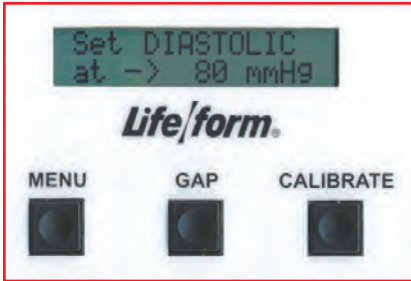 Set DIASTOLIC
at -> 80 mmHg
Life/form®
MENU GAP CALIBRATE